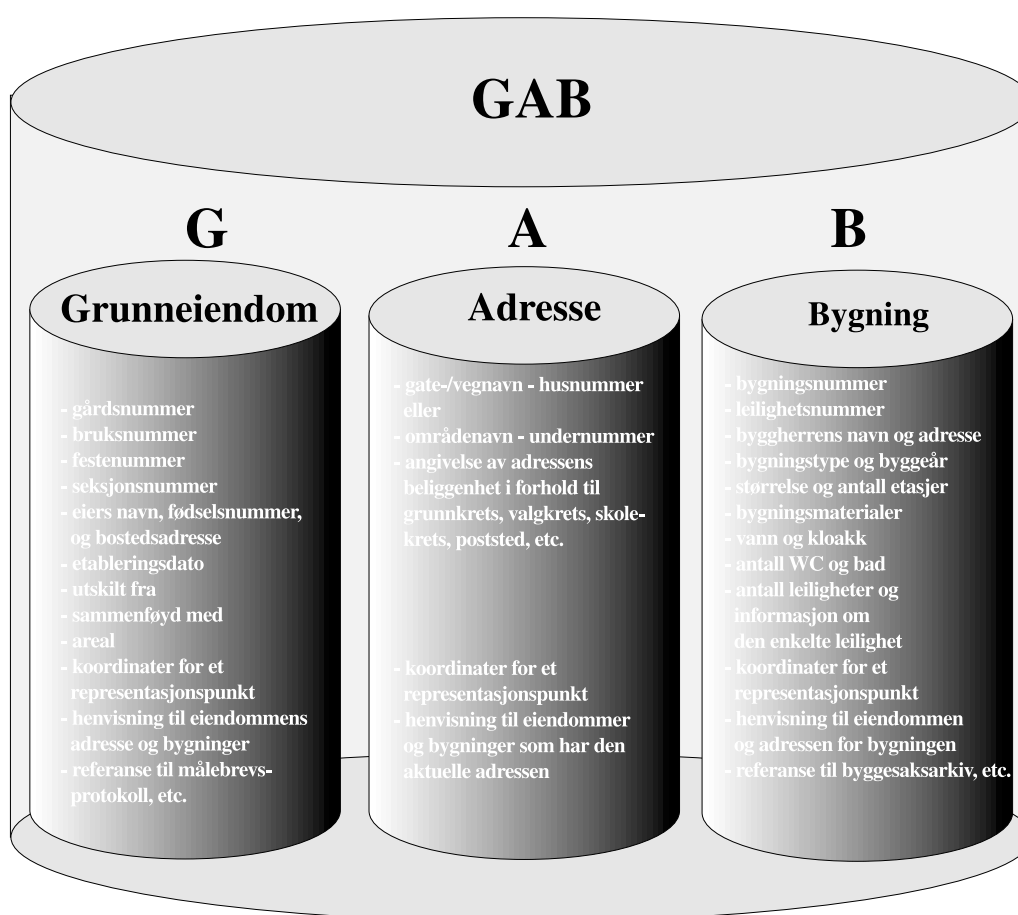 GAB
G
A
B
Grunneiendom
- gårdsnummer
- bruksnummer
- festenummer
- seksjonsnummer
- eiers navn, fødselsnummer,
og bostedsadresse
- etableringsdato
- utskilt fra
- sammenføyd med
- areal
- koordinater for et
representasjonspunkt
- henvisning til eiendommens
adresse og bygninger
- referanse til målebrevs-
protokoll, etc.
Adresse
- gate-/vegnavn - husnummer
eller
- områdenavn - undernummer
- angivelse av adressens
beliggenhet i forhold til
grunnkrets, valgkrets, skole-
krets, poststed, etc.
- koordinater for et
representasjonspunkt
- henvisning til eiendommer
og bygninger som har den
aktuelle adressen
Bygning
- bygningsnummer
- leilighetsnummer
- byggherrens navn og adresse
- bygningstype og byggeår
- størrelse og antall etasjer
- bygningsmaterialer
- vann og kloakk
- antall WC og bad
- antall leiligheter og
informasjon om
den enkelte leilighet
- koordinater for et
representasjonspunkt
- henvisning til eiendommen
og adressen for bygningen
- referanse til byggesaksarkiv, etc.